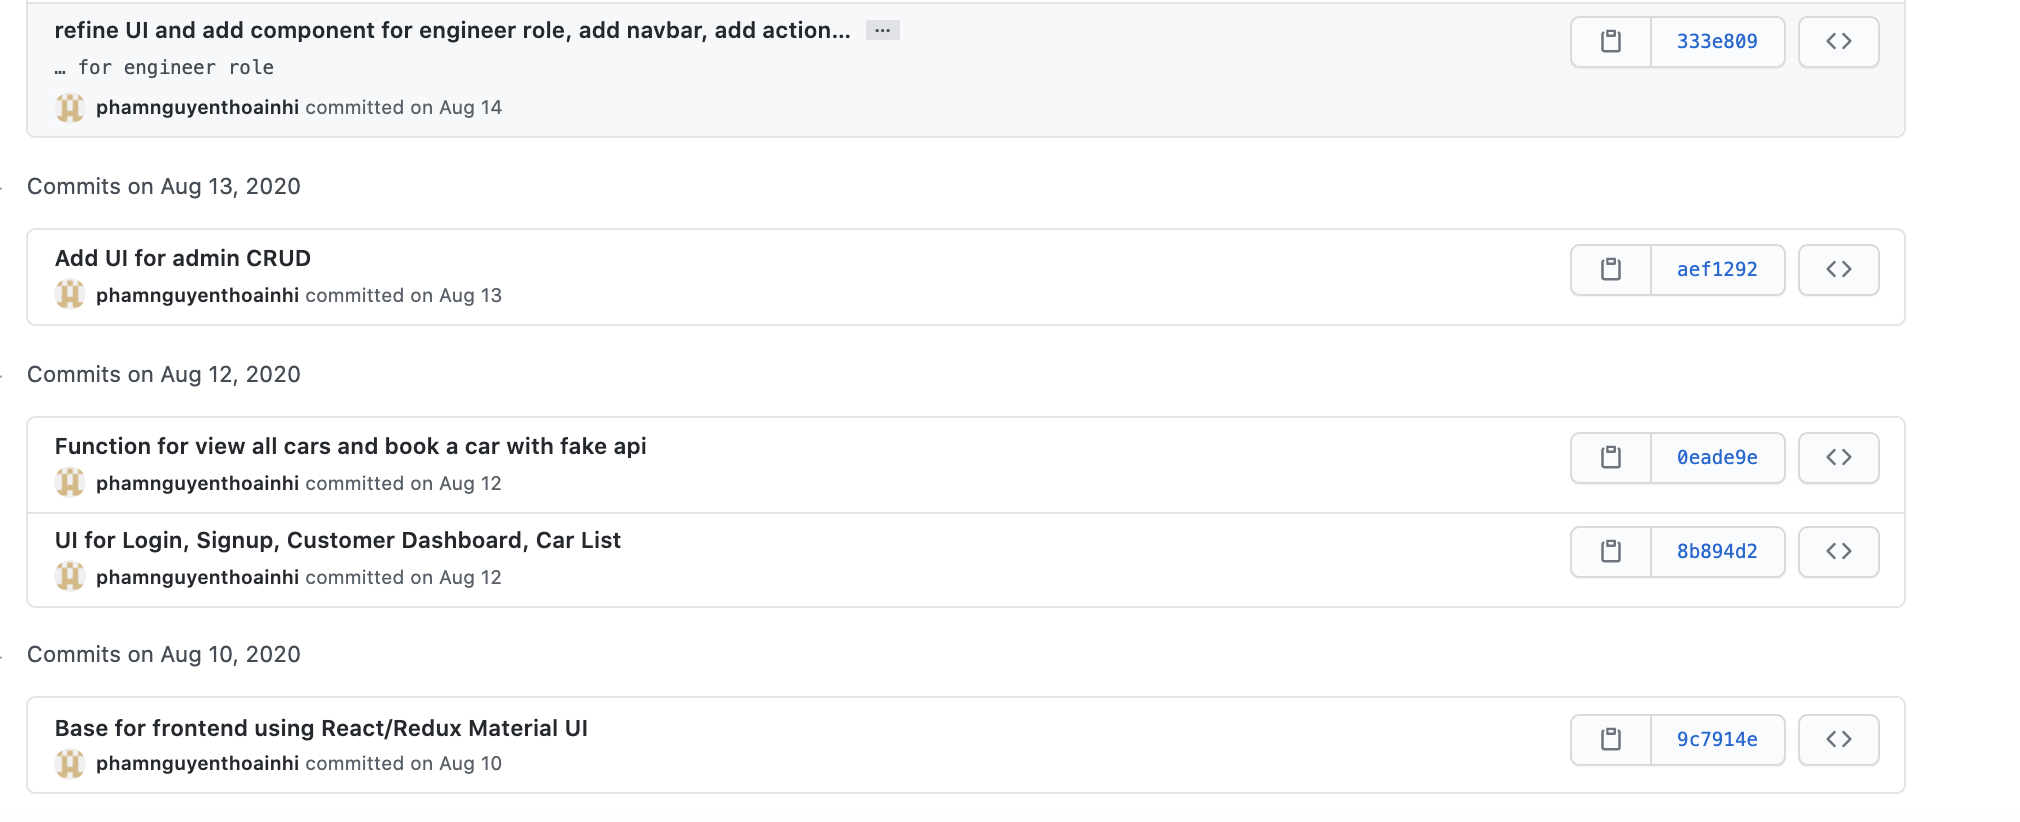 refine UI and add component for engineer role, add navbar, add action... ...
333e809
… for engineer role
phamnguyenthoainhi committed on Aug 14
Commits on Aug 13, 2020
Add UI for admin CRUD
aef1292
phamnguyenthoainhi committed on Aug 13
Commits on Aug 12, 2020
Function for view all cars and book a car with fake api
0eade9e
phamnguyenthoainhi committed on Aug 12
UI for Login, Signup, Customer Dashboard, Car List
8b894d2
phamnguyenthoainhi committed on Aug 12
Commits on Aug 10, 2020
Base for frontend using React/Redux Material UI
9c7914e
phamnguyenthoainhi committed on Aug 10